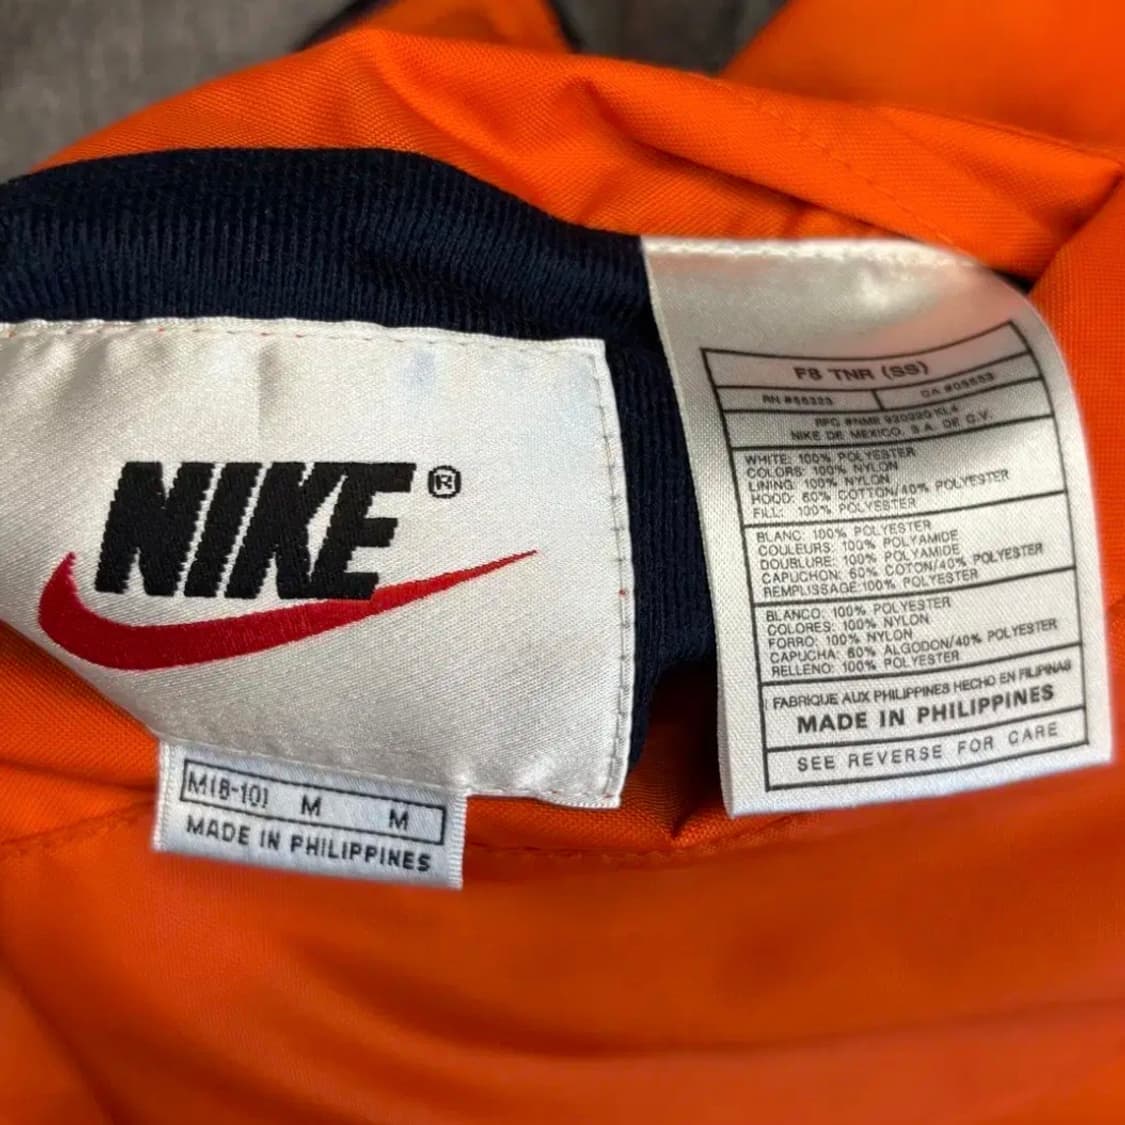 NIKE®
M(8-10) M M
MADE IN PHILIPPINES
F8 TNR (SS)
RN #56323 CA #05553
RFC #NME 920220 KL4
NIKE DE MEXICO, S.A. DE C.V.
WHITE: 100% POLYESTER
COLORS: 100% NYLON
LINING: 100% NYLON
HOOD: 60% COTTON/40% POLYESTER
FILL: 100% POLYESTER
BLANC: 100% POLYESTER
COULEURS: 100% POLYAMIDE
DOUBLURE: 100% POLYAMIDE
CAPUCHON: 60% COTON/40% POLYESTER
REMPLISSAGE:100% POLYESTER
BLANCO: 100% POLYESTER
COLORES: 100% NYLON
FORRO: 100% NYLON
CAPUCHA: 60% ALGODON/40% POLYESTER
RELLENO: 100% POLYESTER
FABRIQUE AUX PHILIPPINES HECHO EN FILIPINAS
MADE IN PHILIPPINES
SEE REVERSE FOR CARE